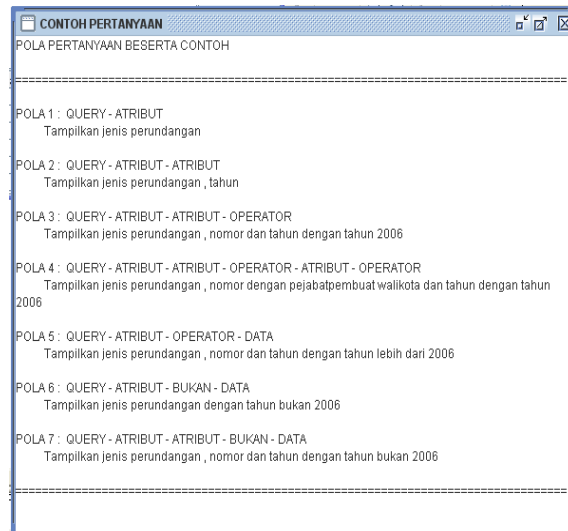 CONTOH PERTANYAAN
POLA PERTANYAAN BESERTA CONTOH
==================================================================================
POLA 1 : QUERY - ATRIBUT
Tampilkan jenis perundangan
POLA 2 : QUERY - ATRIBUT - ATRIBUT
Tampilkan jenis perundangan , tahun
POLA 3 : QUERY - ATRIBUT - ATRIBUT - OPERATOR
Tampilkan jenis perundangan , nomor dan tahun dengan tahun 2006
POLA 4 : QUERY - ATRIBUT - ATRIBUT - OPERATOR - ATRIBUT - OPERATOR
Tampilkan jenis perundangan , nomor dengan pejabatpembuat walikota dan tahun dengan tahun
2006
POLA 5 : QUERY - ATRIBUT - OPERATOR - DATA
Tampilkan jenis perundangan , nomor dan tahun dengan tahun lebih dari 2006
POLA 6 : QUERY - ATRIBUT - BUKAN - DATA
Tampilkan jenis perundangan dengan tahun bukan 2006
POLA 7 : QUERY - ATRIBUT - ATRIBUT - BUKAN - DATA
Tampilkan jenis perundangan , nomor dan tahun dengan tahun bukan 2006
==================================================================================